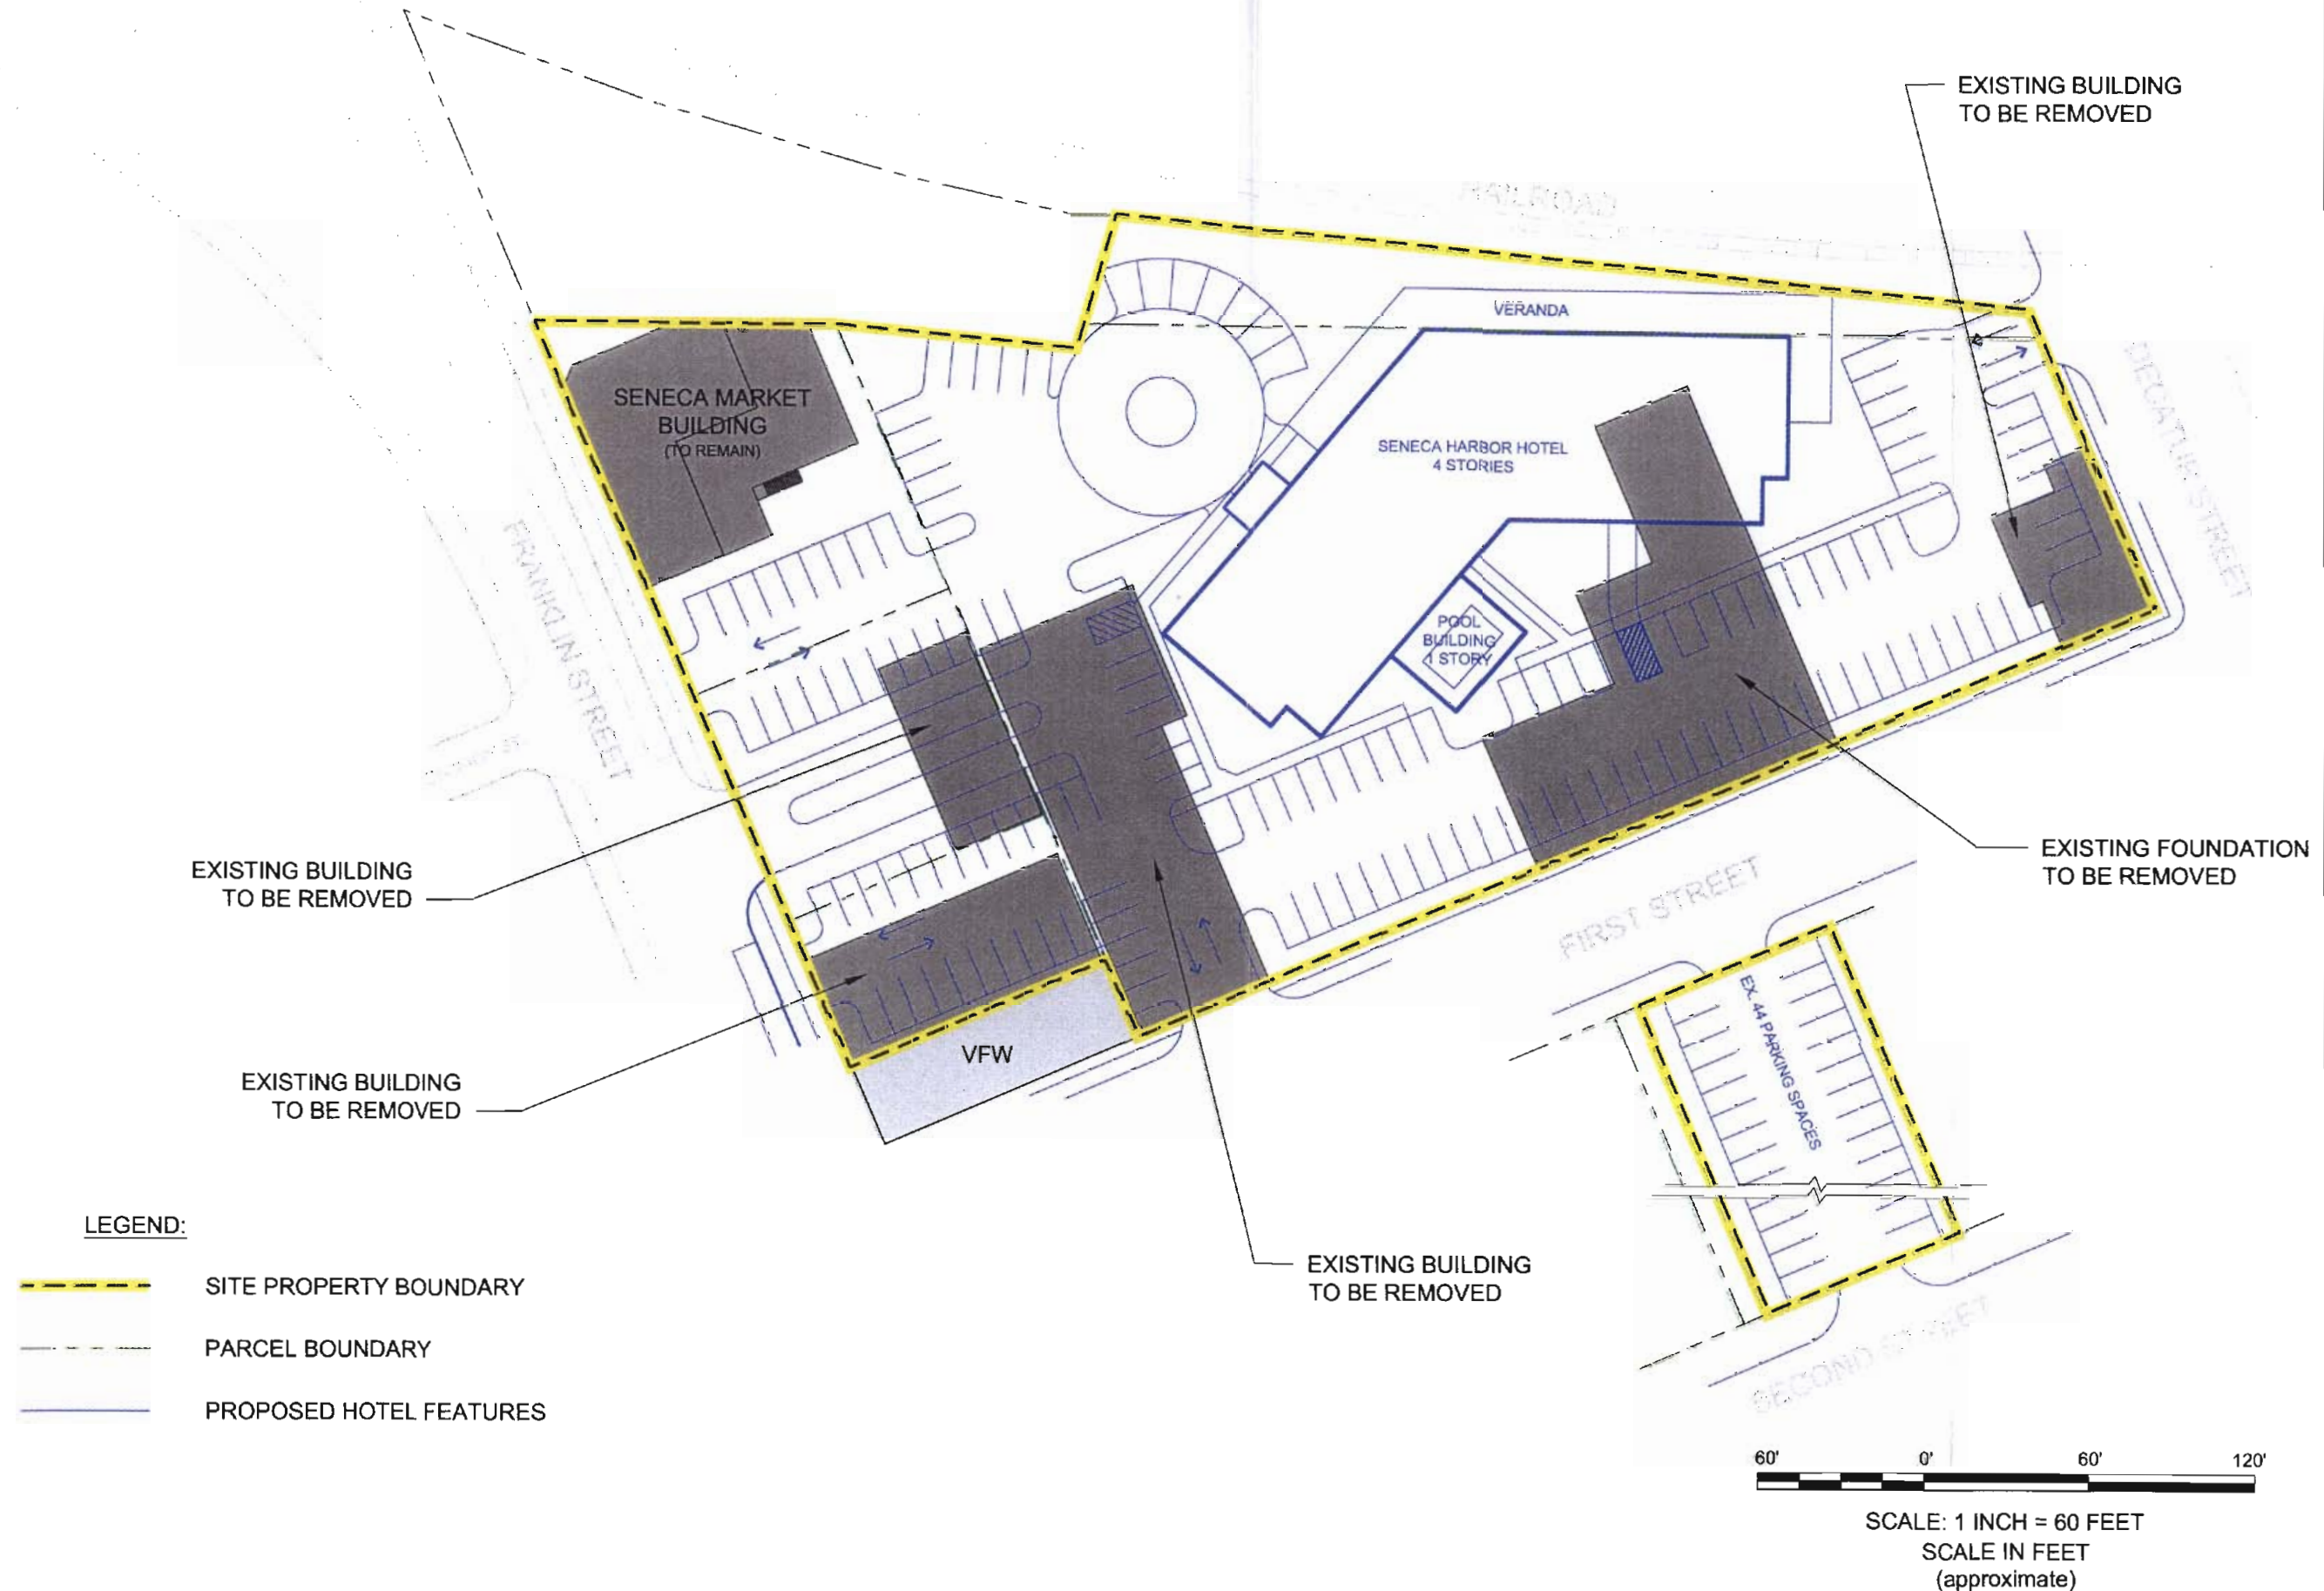 EXISTING BUILDING
TO BE REMOVED
RAILROAD
VERANDA
DECATUR STREET
SENECA MARKET
BUILDING
(TO REMAIN)
SENECA HARBOR HOTEL
4 STORIES
FRANKLIN STREET
POOL
BUILDING
1 STORY
EXISTING BUILDING
TO BE REMOVED
EXISTING FOUNDATION
TO BE REMOVED
FIRST STREET
EX. 44 PARKING SPACES
VFW
EXISTING BUILDING
TO BE REMOVED
EXISTING BUILDING
TO BE REMOVED
SECOND STREET
LEGEND:
SITE PROPERTY BOUNDARY
PARCEL BOUNDARY
PROPOSED HOTEL FEATURES
60' 0' 60' 120'
SCALE: 1 INCH = 60 FEET
SCALE IN FEET
(approximate)